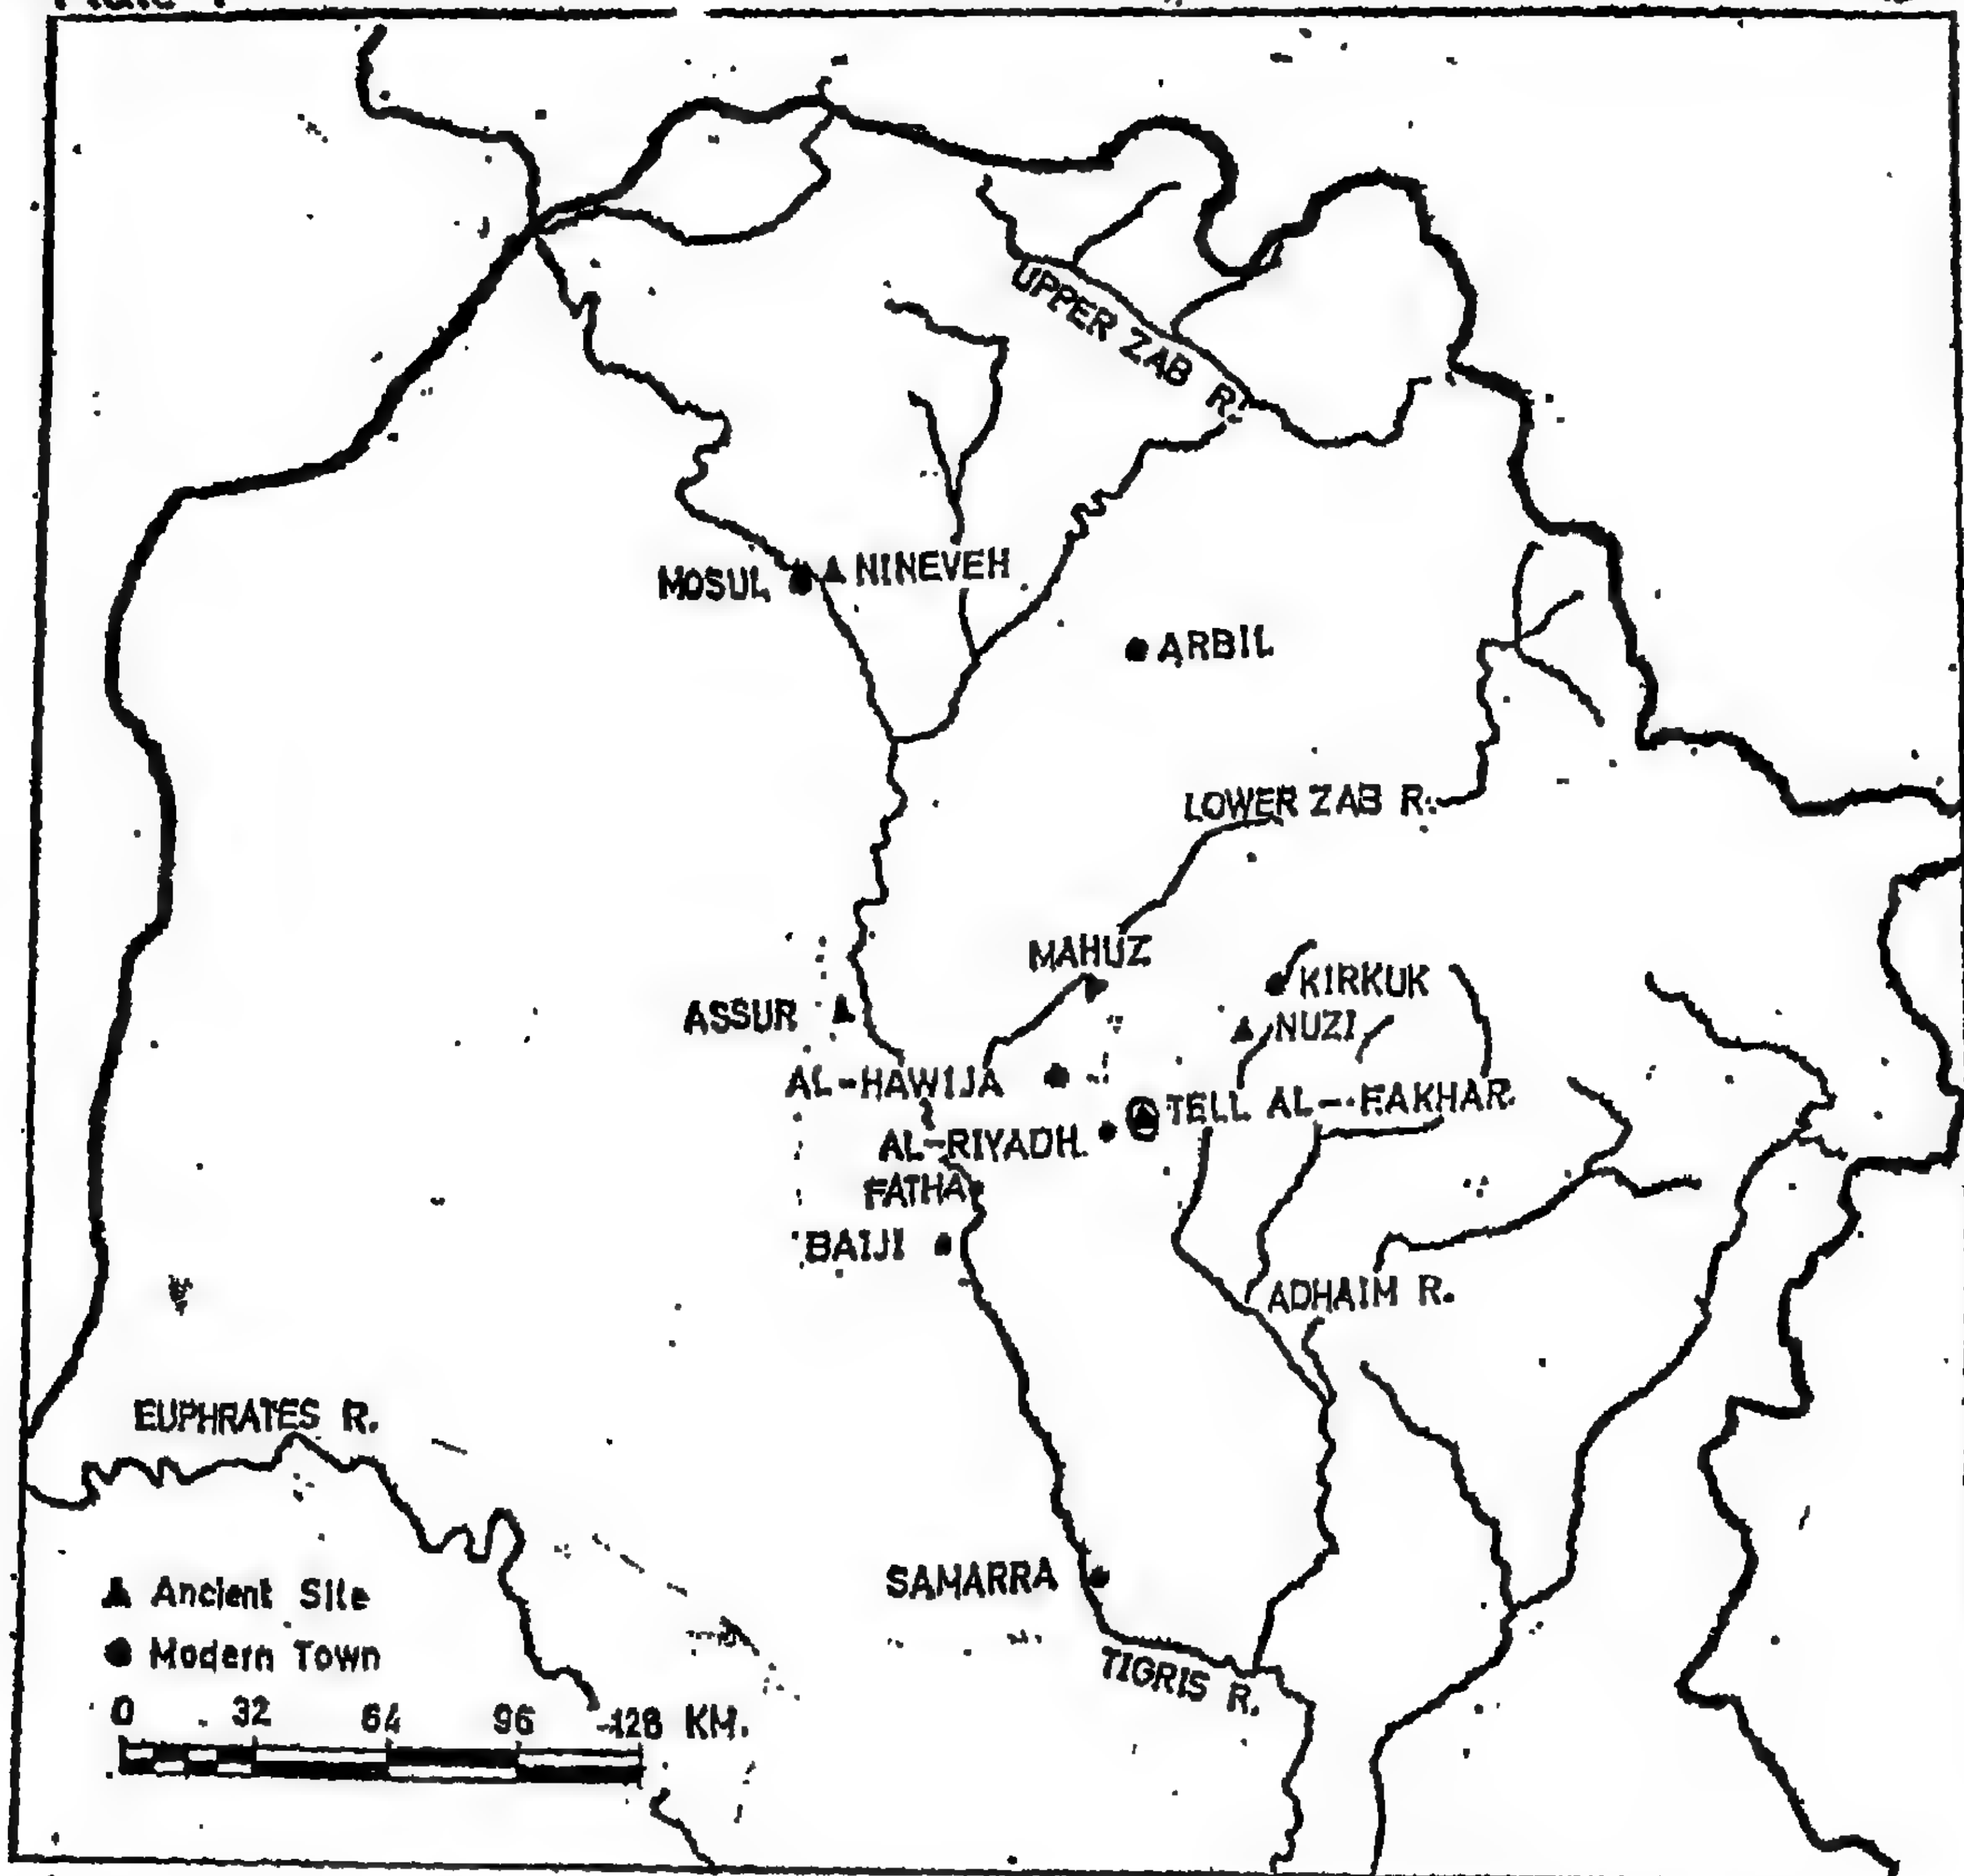 UPPER ZAB R.
MOSUL
NINEVEH
ARBIL
LOWER ZAB R.
MAHUZ
KIRKUK
ASSUR
NUZI
AL-HAWIJA
TELL AL-FAKHAR
AL-RIYADH
FATHA
BAIJI
ADHAIM R.
EUPHRATES R.
SAMARRA
Ancient Site
Modern Town
TIGRIS R.
0 32 64 96 128 KM.